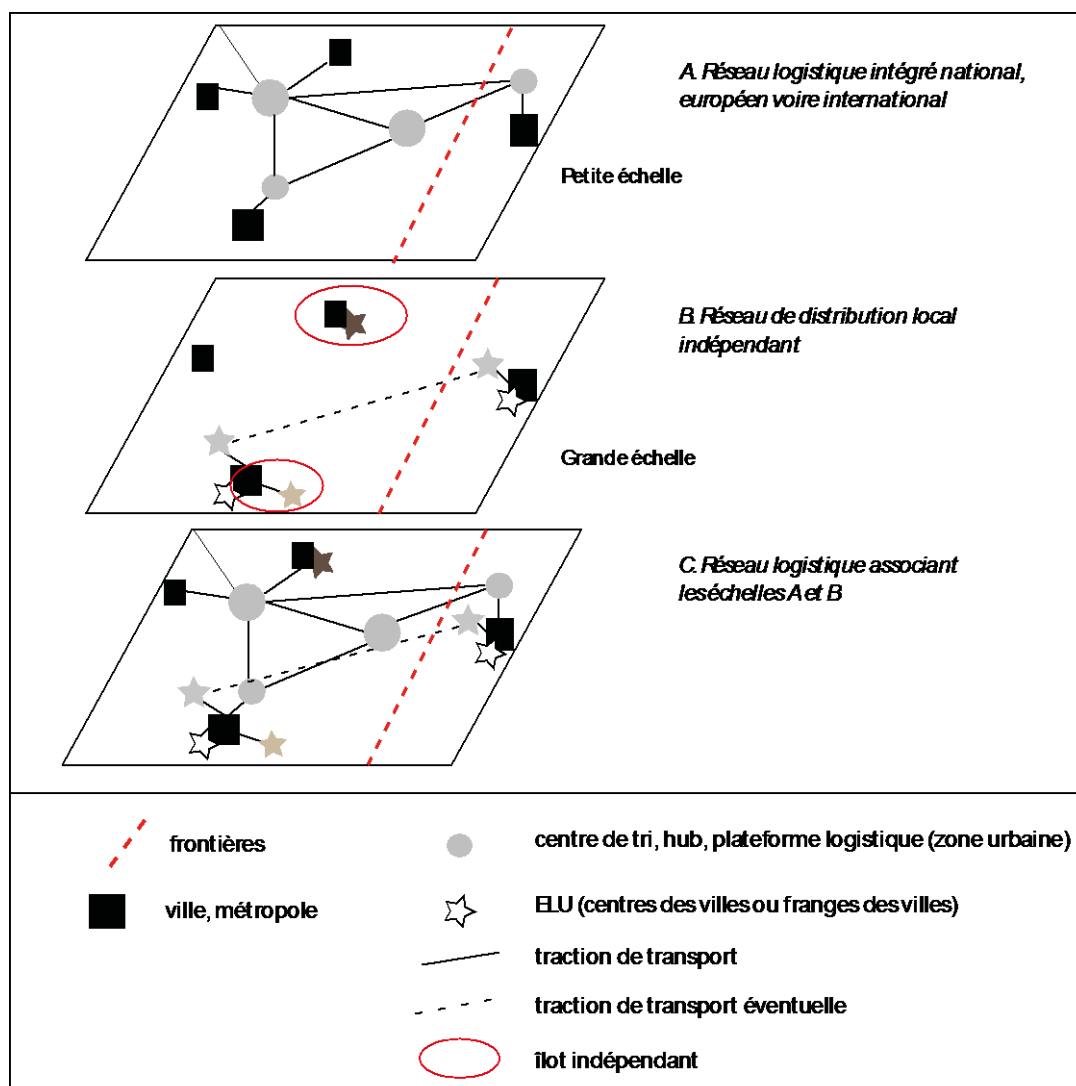 A. Réseau logistique intégré national,
européen voire international
Petite échelle
B. Réseau de distribution local
indépendant
Grande échelle
C. Réseau logistique associant
les échelles A et B
frontières
centre de tri, hub, plateforme logistique (zone urbaine)
ville, métropole
ELU (centres des villes ou franges des villes)
traction de transport
traction de transport éventuelle
îlot indépendant